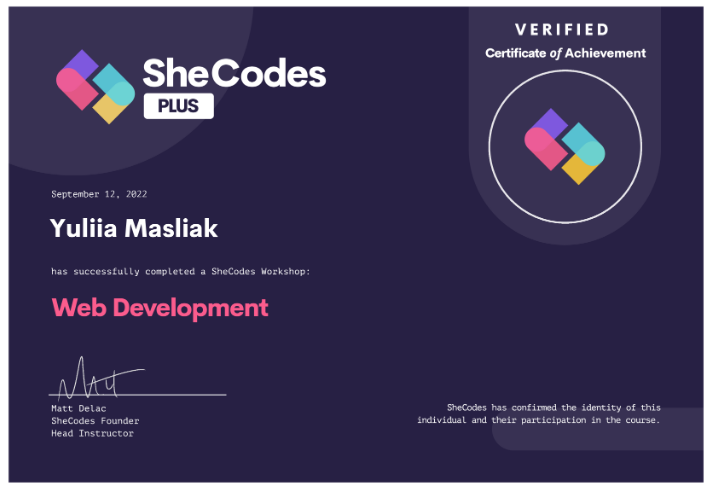 SheCodes
PLUS
VERIFIED
Certificate of Achievement
September 12, 2022
Yuliia Masliak
has successfully completed a SheCodes Workshop:
Web Development
Matt Delac
SheCodes Founder
Head Instructor
SheCodes has confirmed the identity of this
individual and their participation in the course.